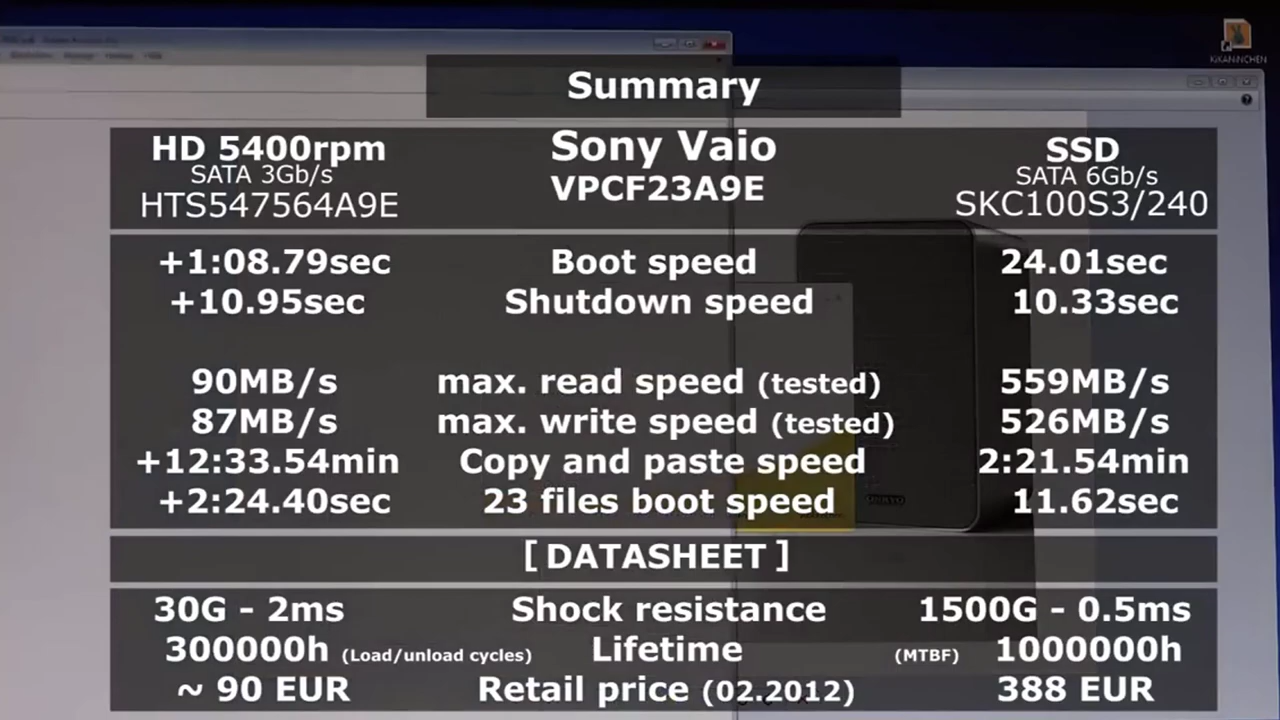 KiKANiNCHEN
Summary
HD 5400rpm Sony Vaio SSD
SATA 3Gb/s VPCF23A9E SATA 6Gb/s
HTS547564A9E SKC100S3/240
+1:08.79sec Boot speed 24.01sec
+10.95sec Shutdown speed 10.33sec
90MB/s max. read speed (tested) 559MB/s
87MB/s max. write speed (tested) 526MB/s
+12:33.54min Copy and paste speed 2:21.54min
+2:24.40sec 23 files boot speed 11.62sec
ONKYO
[ DATASHEET ]
30G - 2ms Shock resistance 1500G - 0.5ms
300000h (Load/unload cycles) Lifetime (MTBF) 1000000h
~ 90 EUR Retail price (02.2012) 388 EUR